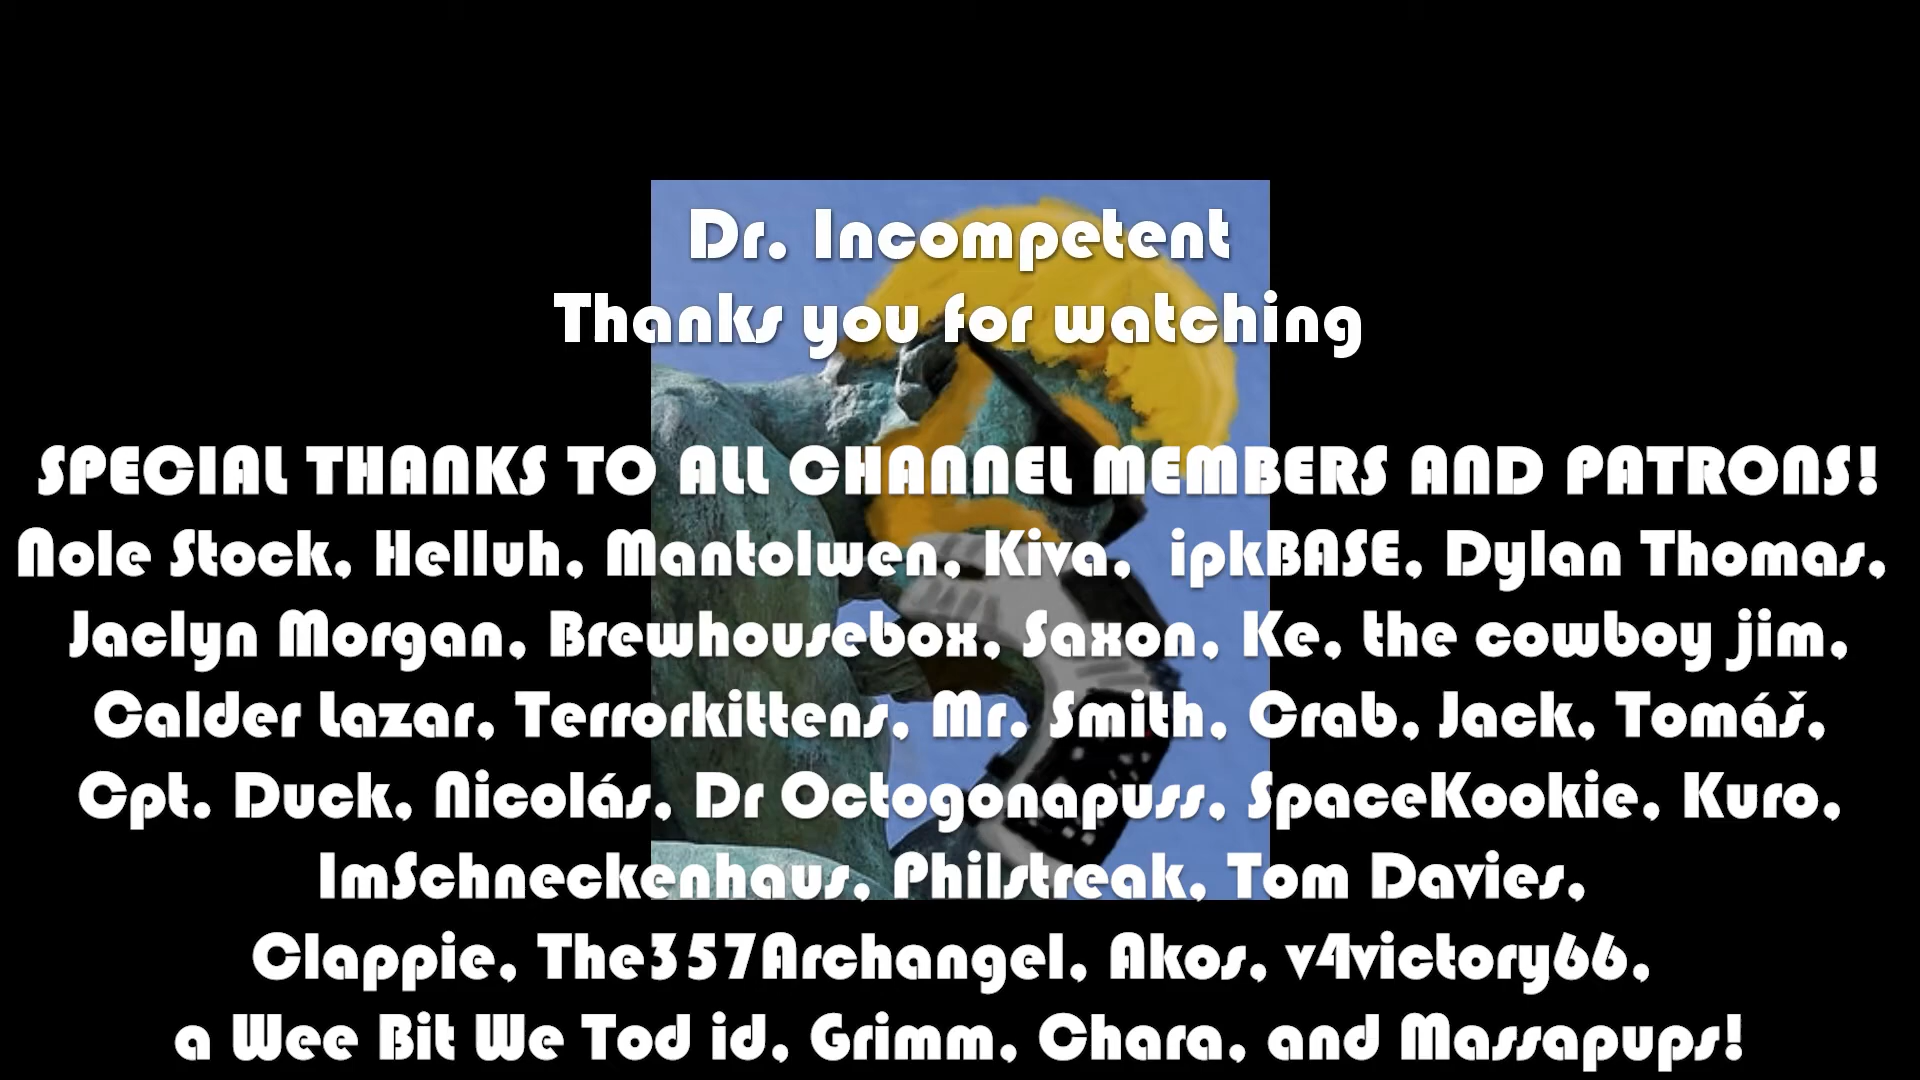 Dr. Incompetent
Thanks you for watching
SPECIAL THANKS TO ALL CHANNEL MEMBERS AND PATRONS!
Nole Stock, Helluh, Mantolwen, Kiva, ipkBASE, Dylan Thomas,
Jaclyn Morgan, Brewhousebox, Saxon, Ke, the cowboy jim,
Calder Lazar, Terrorkittens, Mr. Smith, Crab, Jack, Tomáš,
Cpt. Duck, Nicolás, Dr Octogonapuss, SpaceKookie, Kuro,
ImSchneckenhaus, Philstreak, Tom Davies,
Clappie, The357Archangel, Akos, v4victory66,
a Wee Bit We Tod id, Grimm, Chara, and Massapups!